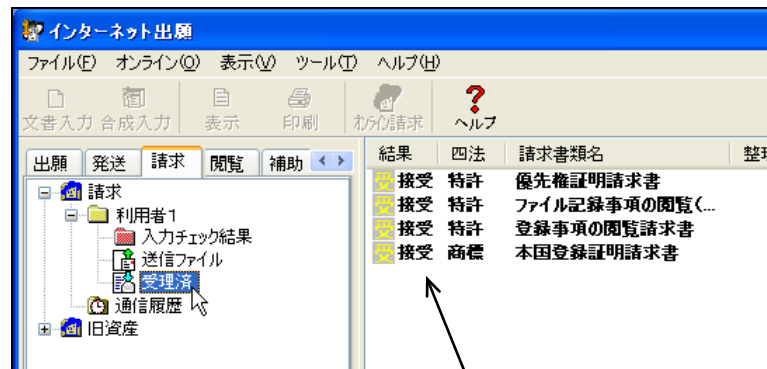 インターネット出願
ファイル(F) オンライン(O) 表示(V) ツール(T) ヘルプ(H)
文書入力 合成入力 表示 印刷 オンライン請求 ヘルプ
出願 発送 請求 閲覧 補助
請求
利用者1
入力チェック結果
送信ファイル
受理済
通信履歴
旧資産
結果 四法 請求書類名 整理
受 接受 特許 優先権証明請求書
受 接受 特許 ファイル記録事項の閲覧(...
受 接受 特許 登録事項の閲覧請求書
受 接受 商標 本国登録証明請求書